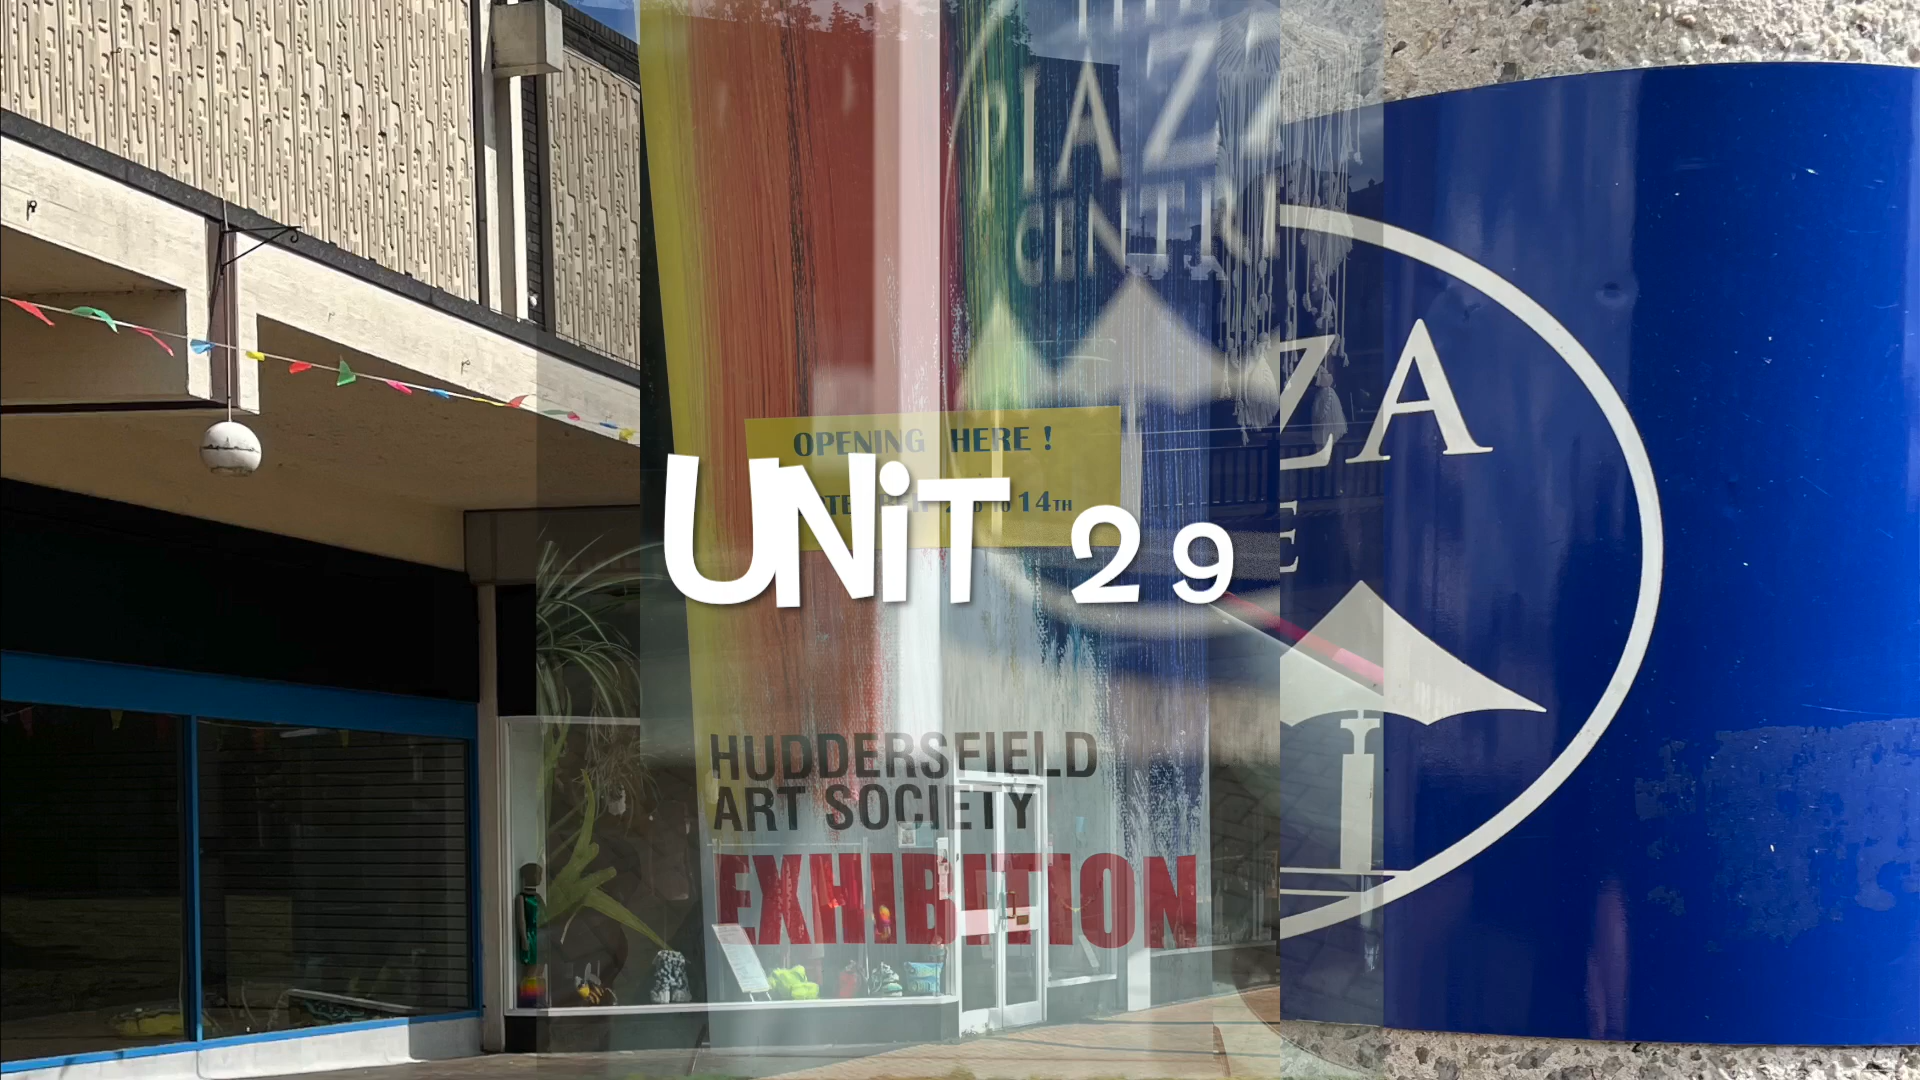 PIAZZA
CENTRE
OPENING HERE !
14TH
UNiT 29
ZA
E
HUDDERSFIELD
ART SOCIETY
EXHIBITION